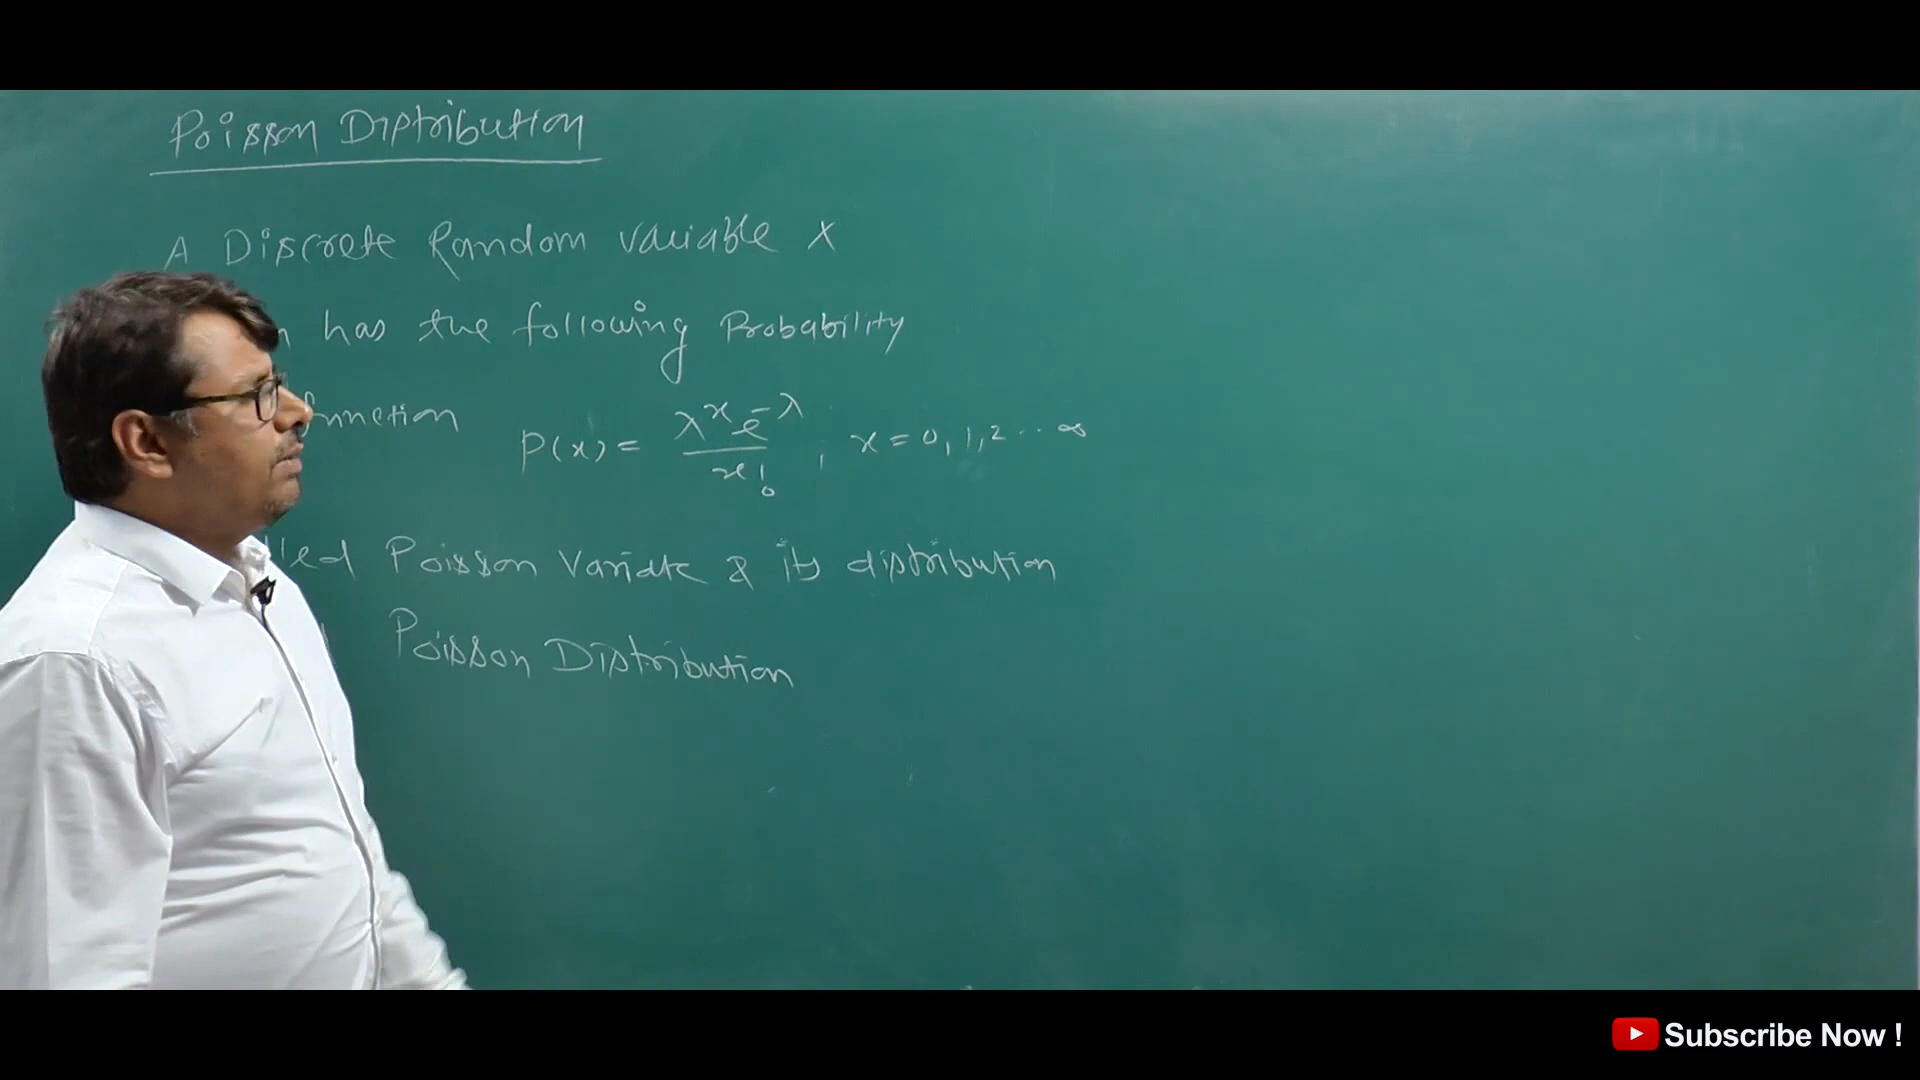 Poisson Distribution
A Discrete Random Variable X
has the following Probability
function
P(x) = λ^x e^-λ / x! , x = 0, 1, 2 ... ∞
Poisson Variate & its distribution
Poisson Distribution
Subscribe Now !